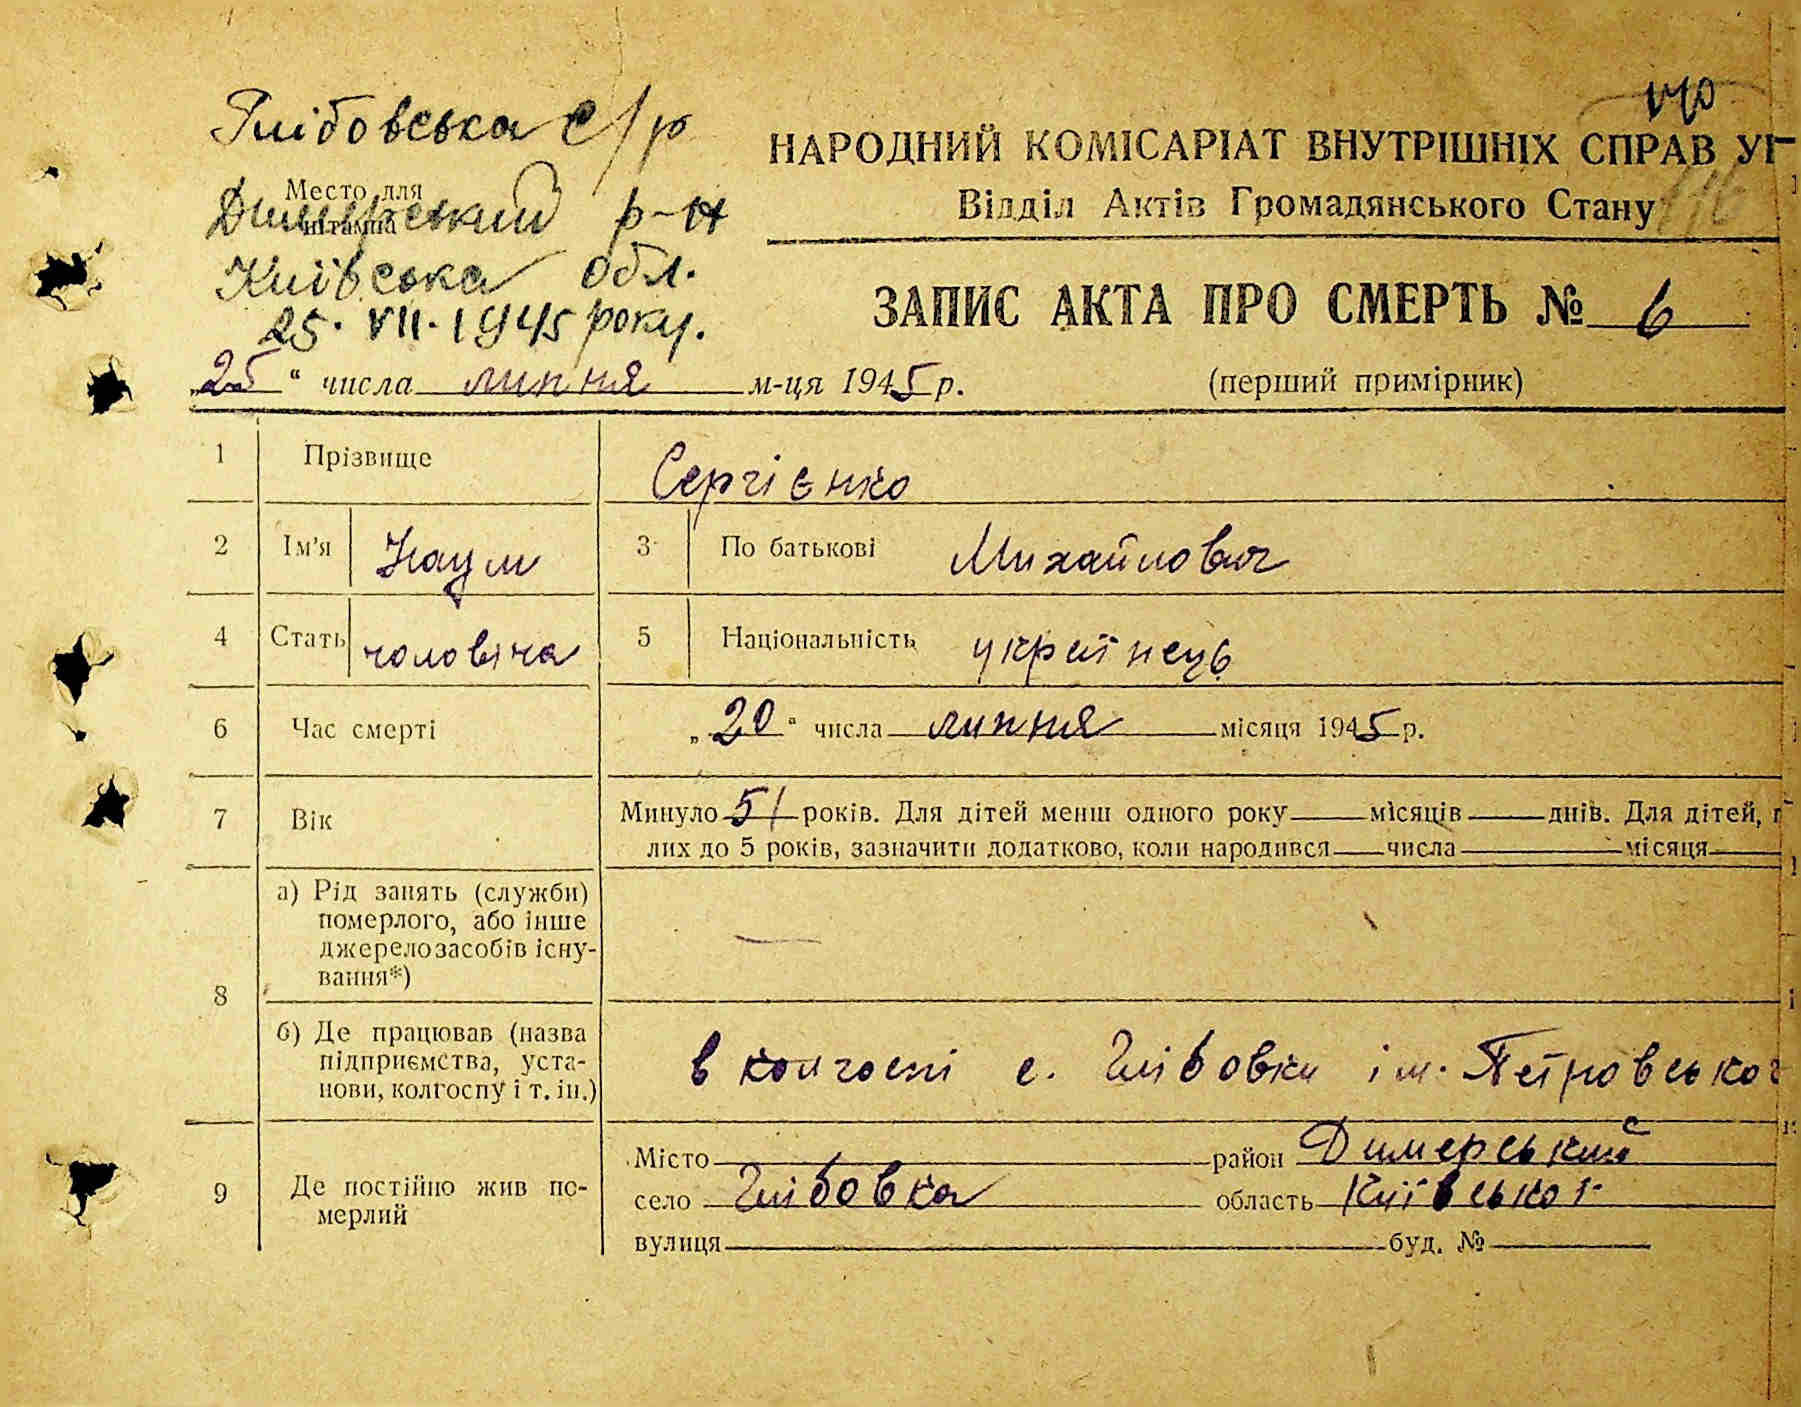 Глібовська с/р
Место для
штампа
Димерський р-н
Київська обл.
25. VII. 1945 року.
НАРОДНИЙ КОМІСАРІАТ ВНУТРІШНІХ СПРАВ
Відділ Актів Громадянського Стану
ЗАПИС АКТА ПРО СМЕРТЬ № 6
25 " числа липня м-ця 1945 р.
(перший примірник)
1 Прізвище Сергієнко
2 Ім'я Наум 3 По батькові Михайлович
4 Стать чоловіча 5 Національність українець
6 Час смерті „ 20 " числа липня місяця 1945 р.
7 Вік Минуло 51 років. Для дітей менш одного року місяців днів. Для дітей,
лих до 5 років, зазначити додатково, коли народився числа місяця
8 а) Рід занять (служби)
померлого, або інше
джерело засобів існу-
вання*)
б) Де працював (назва
підприємства, уста-
нови, колгоспу і т. ін.)
в колгоспі с. Глібовки ім. Петровського
9 Де постійно жив по-
мерлий
Місто район Димерський
село Глібовка область Київської
вулиця буд. №